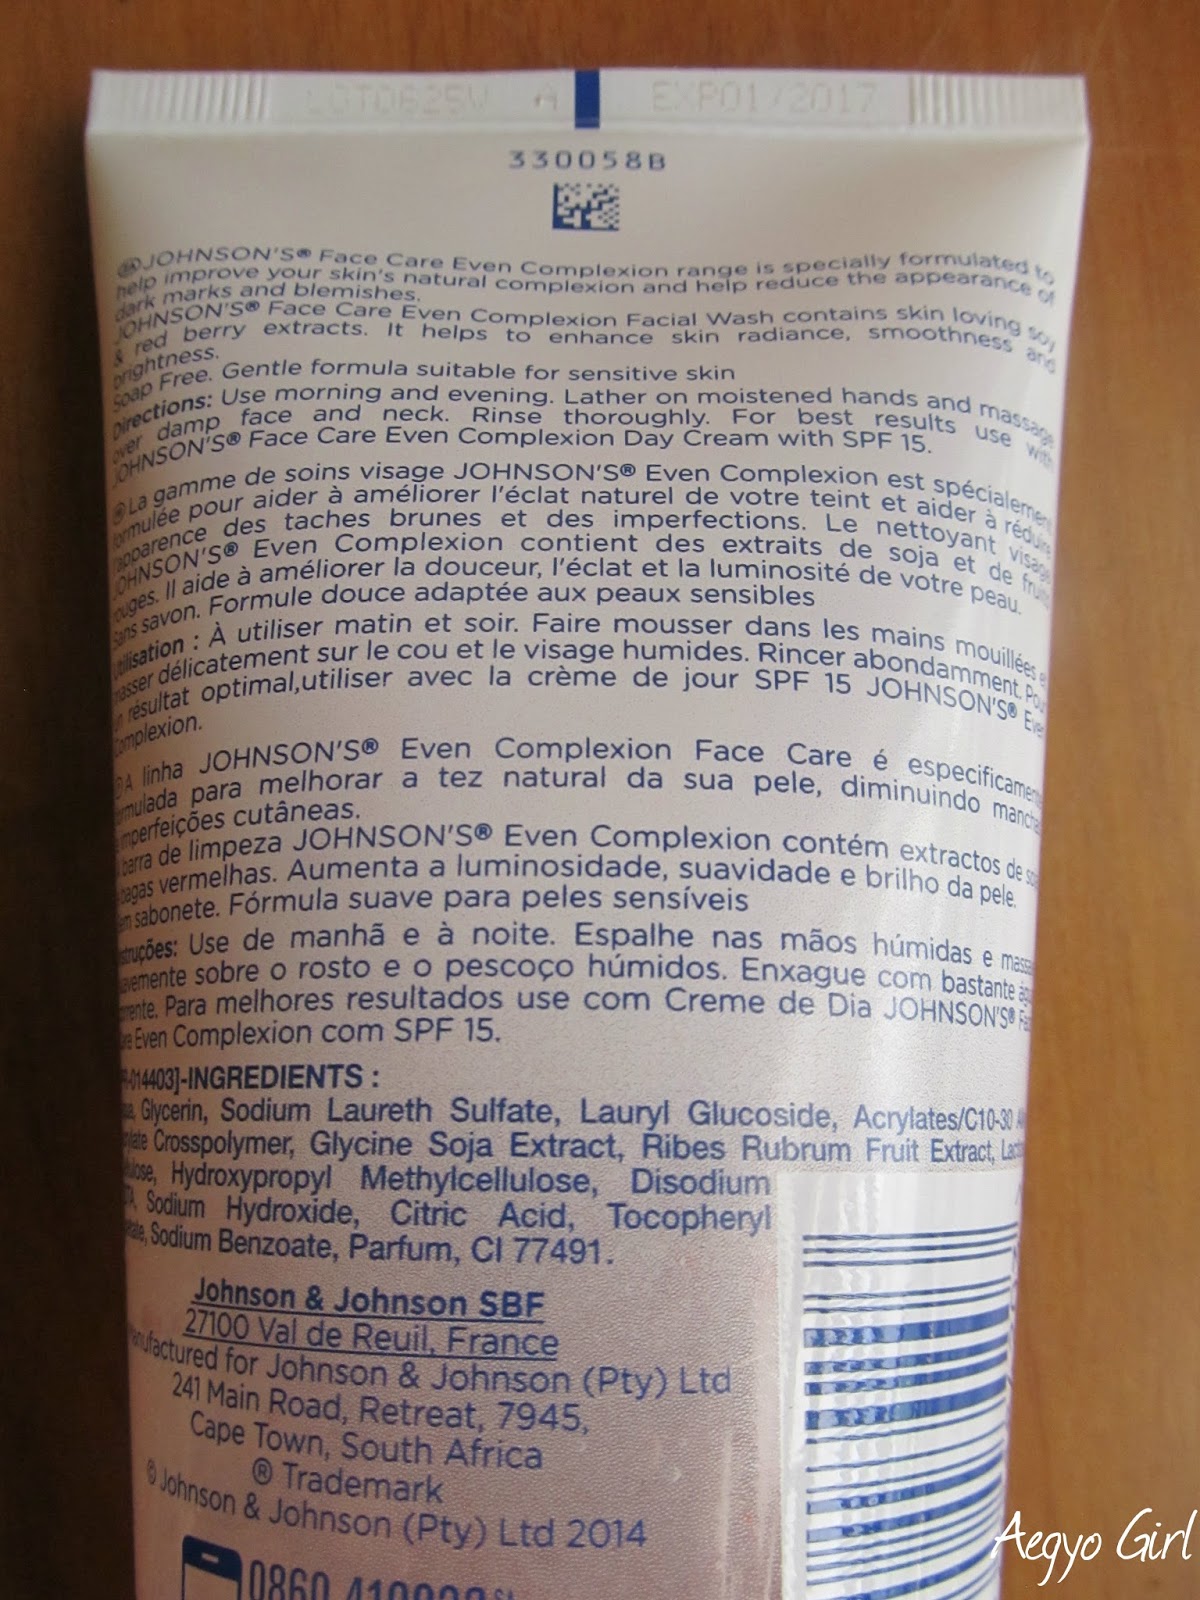 LOT0625W A EXP01/2017
330058B
JOHNSON'S® Face Care Even Complexion range is specially formulated to
help improve your skin's natural complexion and help reduce the appearance of
dark marks and blemishes.
JOHNSON'S® Face Care Even Complexion Facial Wash contains skin loving soy
& red berry extracts. It helps to enhance skin radiance, smoothness and
brightness.
Soap Free. Gentle formula suitable for sensitive skin
Directions: Use morning and evening. Lather on moistened hands and massage
over damp face and neck. Rinse thoroughly. For best results use with
JOHNSON'S® Face Care Even Complexion Day Cream with SPF 15.
La gamme de soins visage JOHNSON'S® Even Complexion est spécialement
formulée pour aider à améliorer l'éclat naturel de votre teint et aider à réduire
l'apparence des taches brunes et des imperfections. Le nettoyant visage
JOHNSON'S® Even Complexion contient des extraits de soja et de fruits
rouges. Il aide à améliorer la douceur, l'éclat et la luminosité de votre peau.
Sans savon. Formule douce adaptée aux peaux sensibles
Utilisation : À utiliser matin et soir. Faire mousser dans les mains mouillées et
masser délicatement sur le cou et le visage humides. Rincer abondamment. Pour
un résultat optimal,utiliser avec la crème de jour SPF 15 JOHNSON'S® Even
Complexion.
A linha JOHNSON'S® Even Complexion Face Care é especificamente
formulada para melhorar a tez natural da sua pele, diminuindo
imperfeições cutâneas.
barra de limpeza JOHNSON'S® Even Complexion contém extractos de
bagas vermelhas. Aumenta a luminosidade, suavidade e brilho da pele.
sabonete. Fórmula suave para peles sensíveis
Instruções: Use de manhã e à noite. Espalhe nas mãos húmidas e
suavemente sobre o rosto e o pescoço húmidos. Enxague com bastante
Para melhores resultados use com Creme de Dia JOHNSON'S®
Even Complexion com SPF 15.
014403]-INGREDIENTS :
Glycerin, Sodium Laureth Sulfate, Lauryl Glucoside, Acrylates/C10-30
Crosspolymer, Glycine Soja Extract, Ribes Rubrum Fruit Extract,
Hydroxypropyl Methylcellulose, Disodium
Sodium Hydroxide, Citric Acid, Tocopheryl
Sodium Benzoate, Parfum, CI 77491.
Johnson & Johnson SBF
27100 Val de Reuil, France
Manufactured for Johnson & Johnson (Pty) Ltd
241 Main Road, Retreat, 7945,
Cape Town, South Africa
® Trademark
© Johnson & Johnson (Pty) Ltd 2014
0860
Aegyo Girl